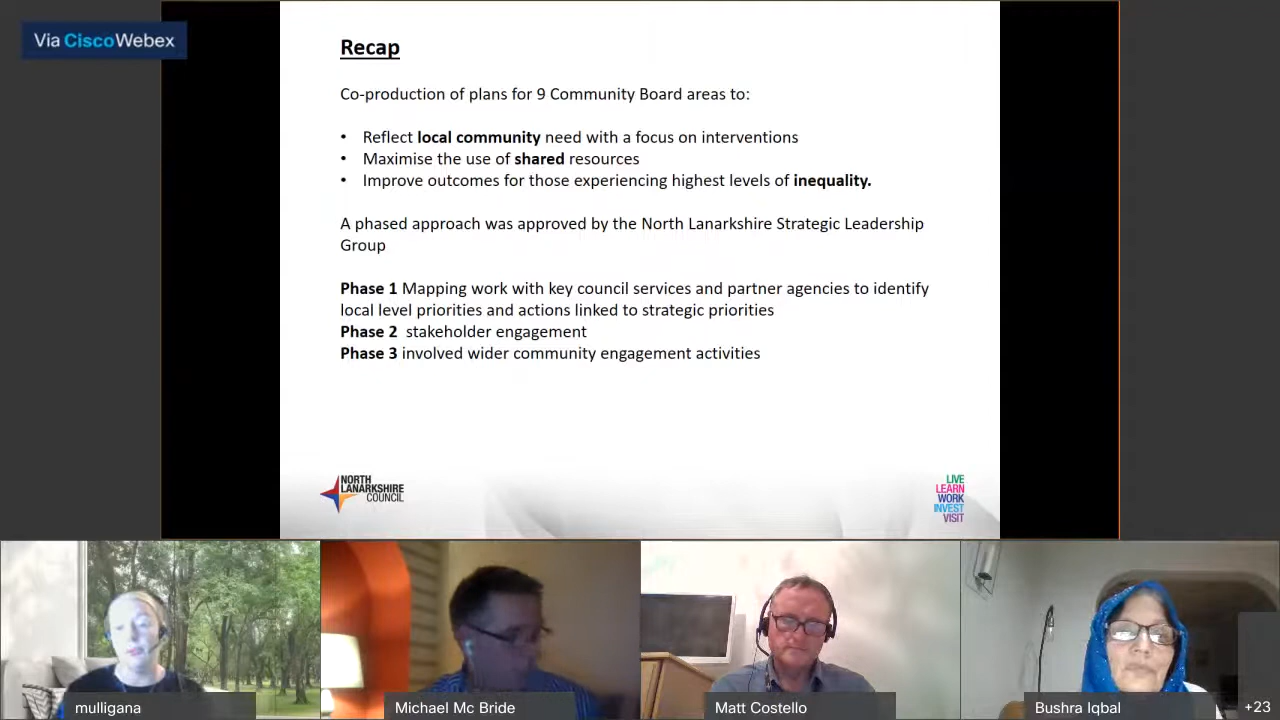 Via CiscoWebex
Recap
Co-production of plans for 9 Community Board areas to:
• Reflect local community need with a focus on interventions
• Maximise the use of shared resources
• Improve outcomes for those experiencing highest levels of inequality.
A phased approach was approved by the North Lanarkshire Strategic Leadership
Group
Phase 1 Mapping work with key council services and partner agencies to identify
local level priorities and actions linked to strategic priorities
Phase 2 stakeholder engagement
Phase 3 involved wider community engagement activities
NORTH
LANARKSHIRE
COUNCIL
LIVE
LEARN
WORK
INVEST
VISIT
mulligana
Michael Mc Bride
Matt Costello
Bushra Iqbal
+23